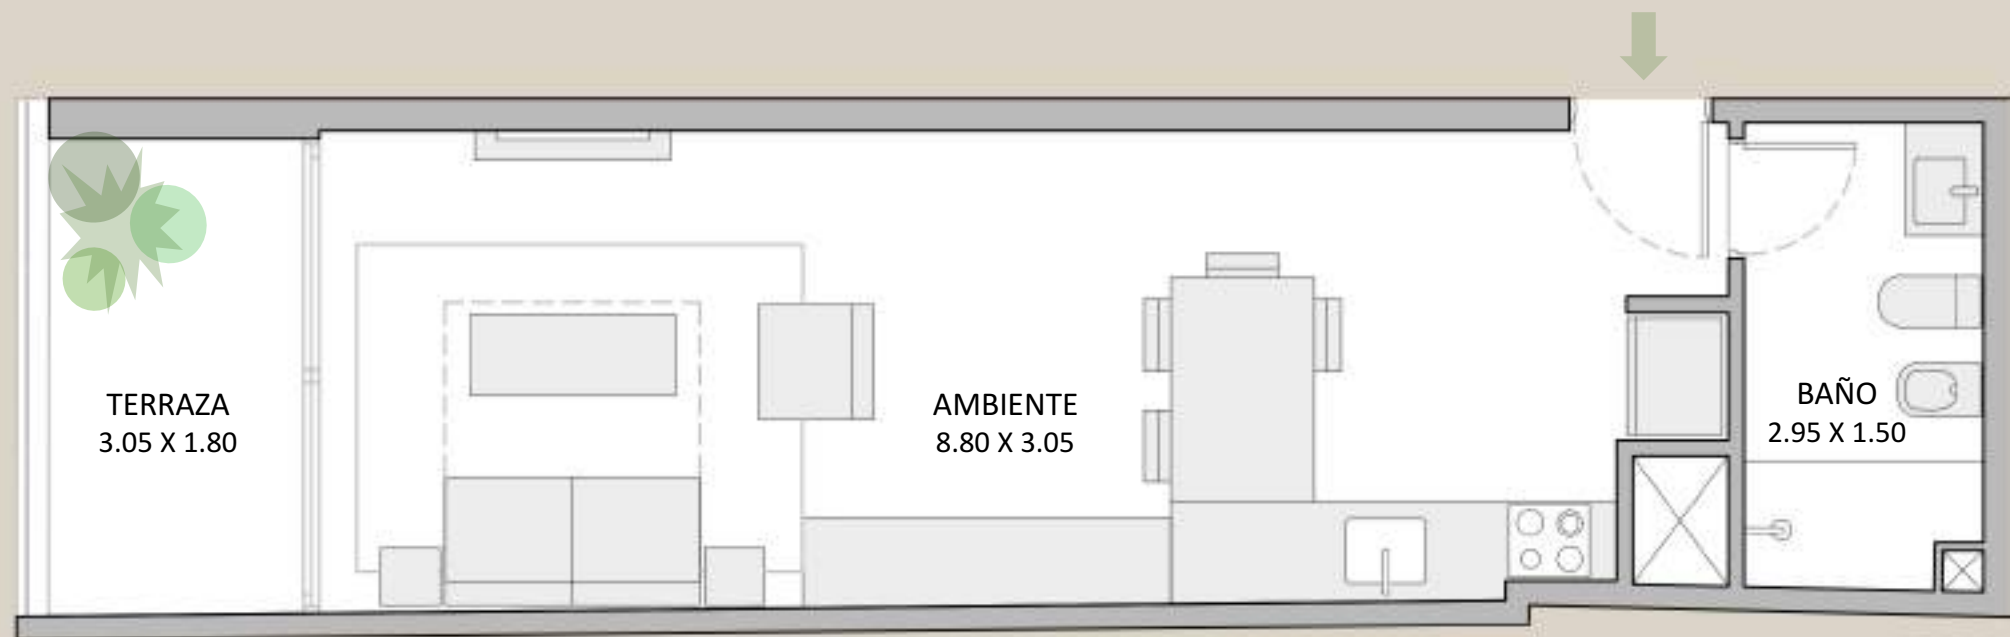 TERRAZA
3.05 X 1.80
AMBIENTE
8.80 X 3.05
BAÑO
2.95 X 1.50